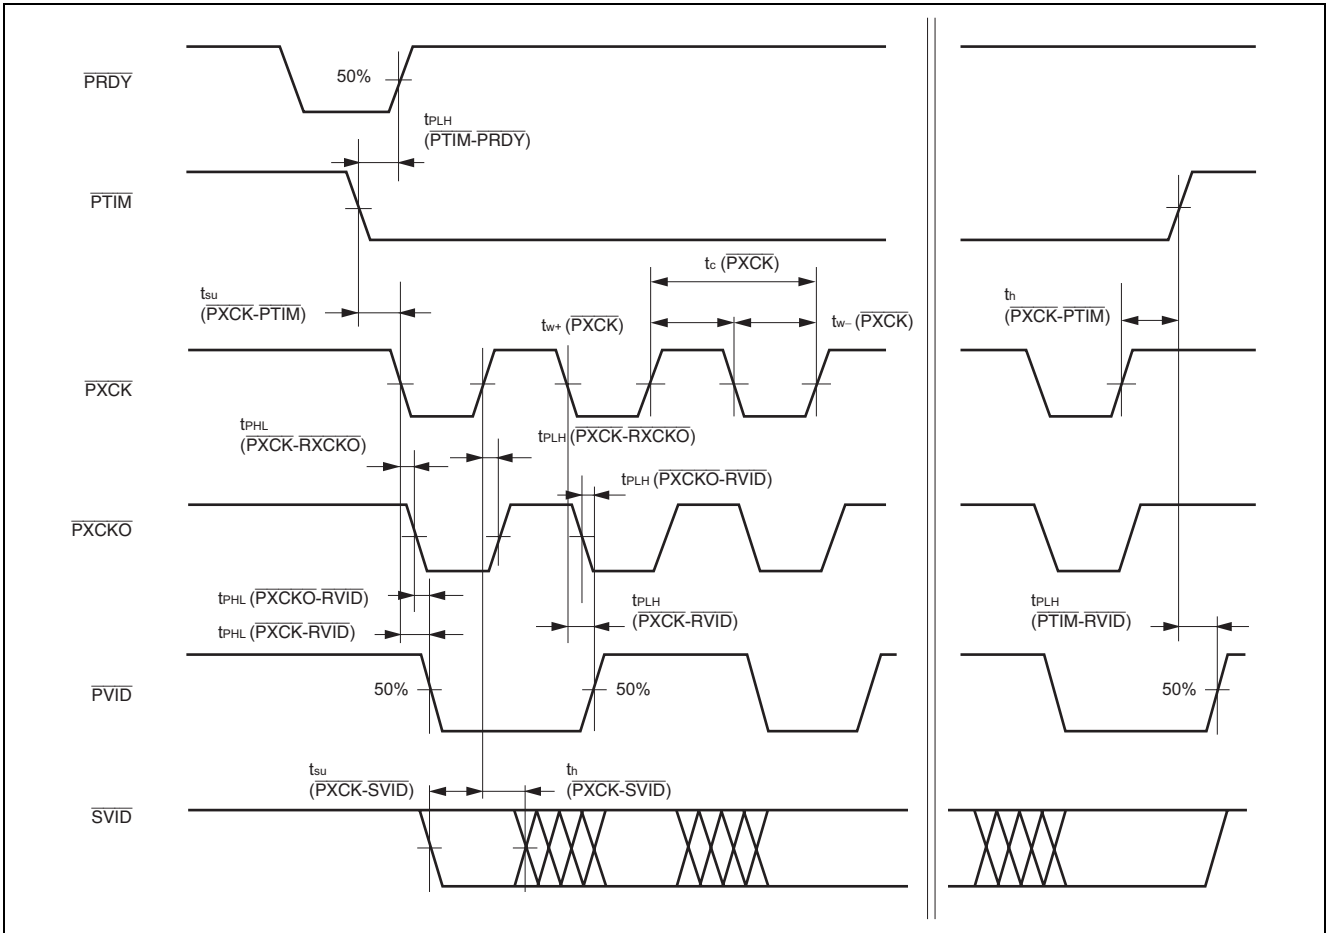 PRDY
50%
tPLH
(PTIM-PRDY)
PTIM
tc (PXCK)
tsu
(PXCK-PTIM)
th
(PXCK-PTIM)
tw+ (PXCK)
tw– (PXCK)
PXCK
tPHL
(PXCK-RXCKO)
tPLH (PXCK-RXCKO)
tPLH (PXCKO-RVID)
PXCKO
tPHL (PXCKO-RVID)
tPLH
(PXCK-RVID)
tPLH
(PTIM-RVID)
tPHL (PXCK-RVID)
PVID
50%
50%
50%
tsu
(PXCK-SVID)
th
(PXCK-SVID)
SVID